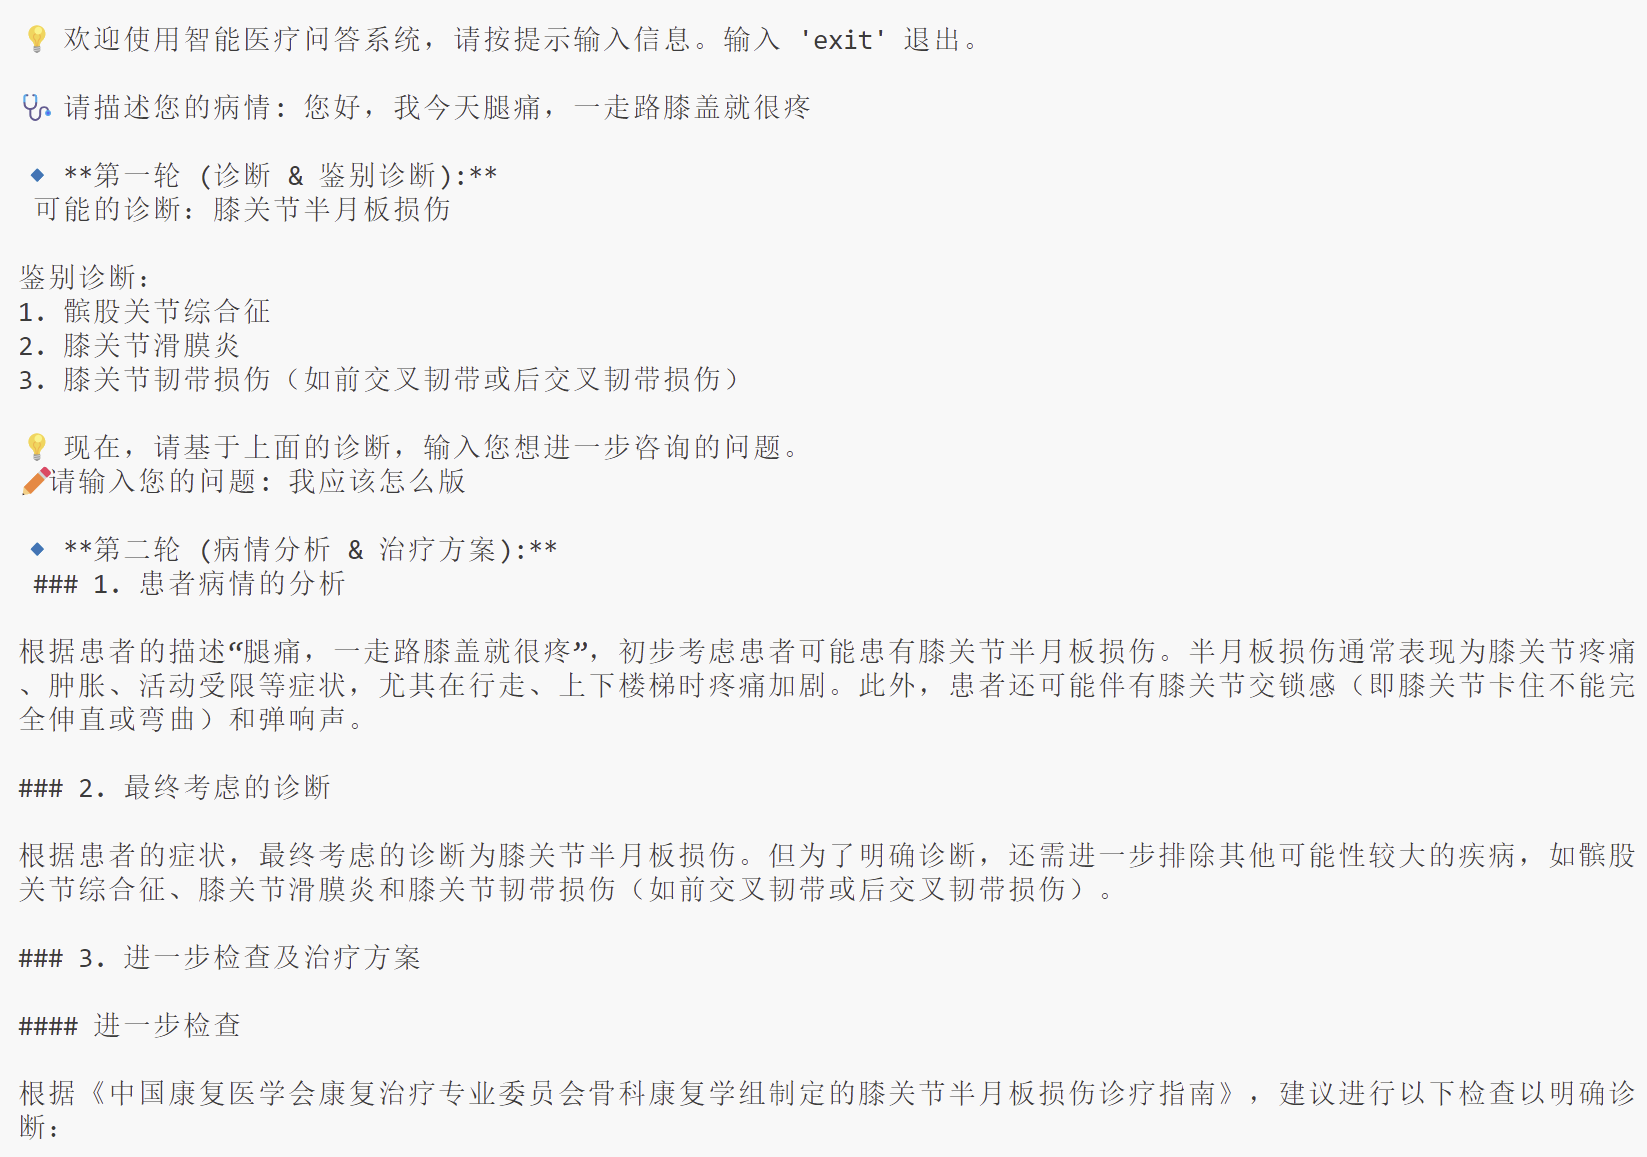 💡 欢迎使用智能医疗问答系统，请按提示输入信息。输入 'exit' 退出。
🩺 请描述您的病情: 您好，我今天腿痛，一走路膝盖就很疼
🔹 **第一轮 (诊断 & 鉴别诊断):**
可能的诊断：膝关节半月板损伤
鉴别诊断：
1. 髌股关节综合征
2. 膝关节滑膜炎
3. 膝关节韧带损伤（如前交叉韧带或后交叉韧带损伤）
💡 现在，请基于上面的诊断，输入您想进一步咨询的问题。
✏️请输入您的问题: 我应该怎么版
🔹 **第二轮 (病情分析 & 治疗方案):**
### 1. 患者病情的分析
根据患者的描述“腿痛，一走路膝盖就很疼”，初步考虑患者可能患有膝关节半月板损伤。半月板损伤通常表现为膝关节疼痛
、肿胀、活动受限等症状，尤其在行走、上下楼梯时疼痛加剧。此外，患者还可能伴有膝关节交锁感（即膝关节卡住不能完
全伸直或弯曲）和弹响声。
### 2. 最终考虑的诊断
根据患者的症状，最终考虑的诊断为膝关节半月板损伤。但为了明确诊断，还需进一步排除其他可能性较大的疾病，如髌股
关节综合征、膝关节滑膜炎和膝关节韧带损伤（如前交叉韧带或后交叉韧带损伤）。
### 3. 进一步检查及治疗方案
#### 进一步检查
根据《中国康复医学会康复治疗专业委员会骨科康复学组制定的膝关节半月板损伤诊疗指南》，建议进行以下检查以明确诊
断：